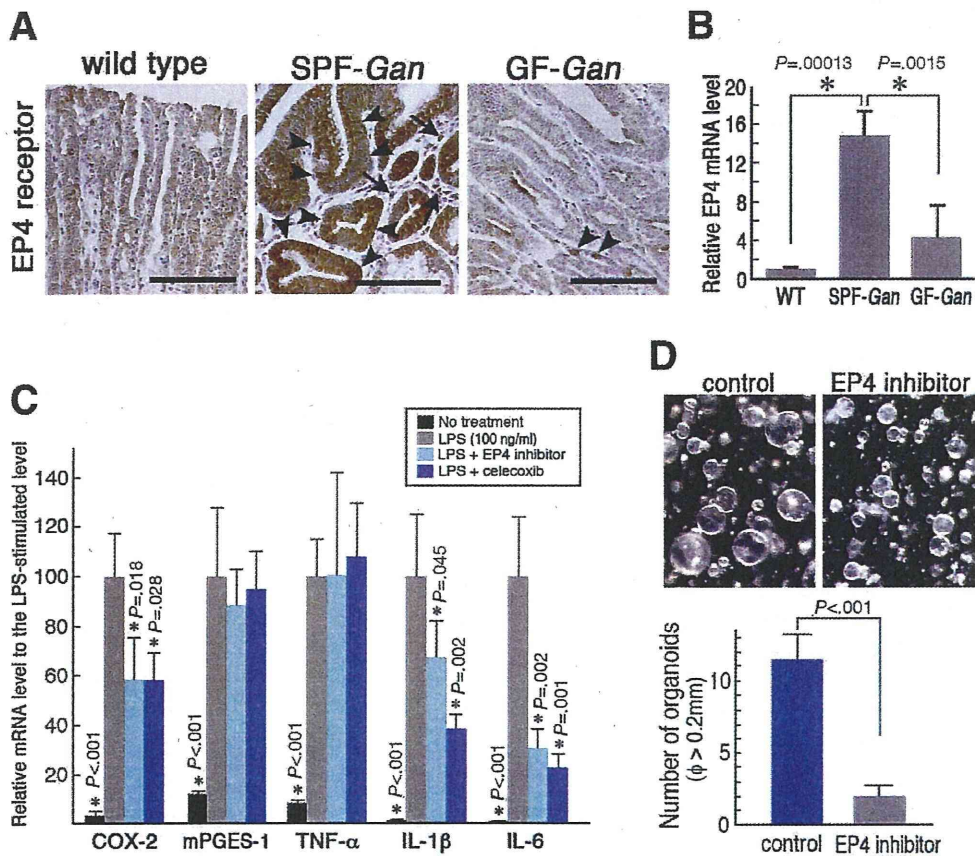 A
wild type
SPF-Gan
GF-Gan
EP4 receptor
B
P=.00013
P=.0015
*
*
Relative EP4 mRNA level
20
16
12
8
4
0
WT
SPF-Gan
GF-Gan
C
No treatment
LPS (100 ng/ml)
LPS + EP4 inhibitor
LPS + celecoxib
Relative mRNA level to the LPS-stimulated level
140
120
100
80
60
40
20
* P<.001
* P=.018
* P=.028
* P<.001
* P<.001
* P<.001
* P=.045
* P=.002
* P<.001
* P=.002
* P=.001
COX-2
mPGES-1
TNF-α
IL-1β
IL-6
D
control
EP4 inhibitor
P<.001
Number of organoids
(ϕ > 0.2mm)
10
5
0
control
EP4 inhibitor